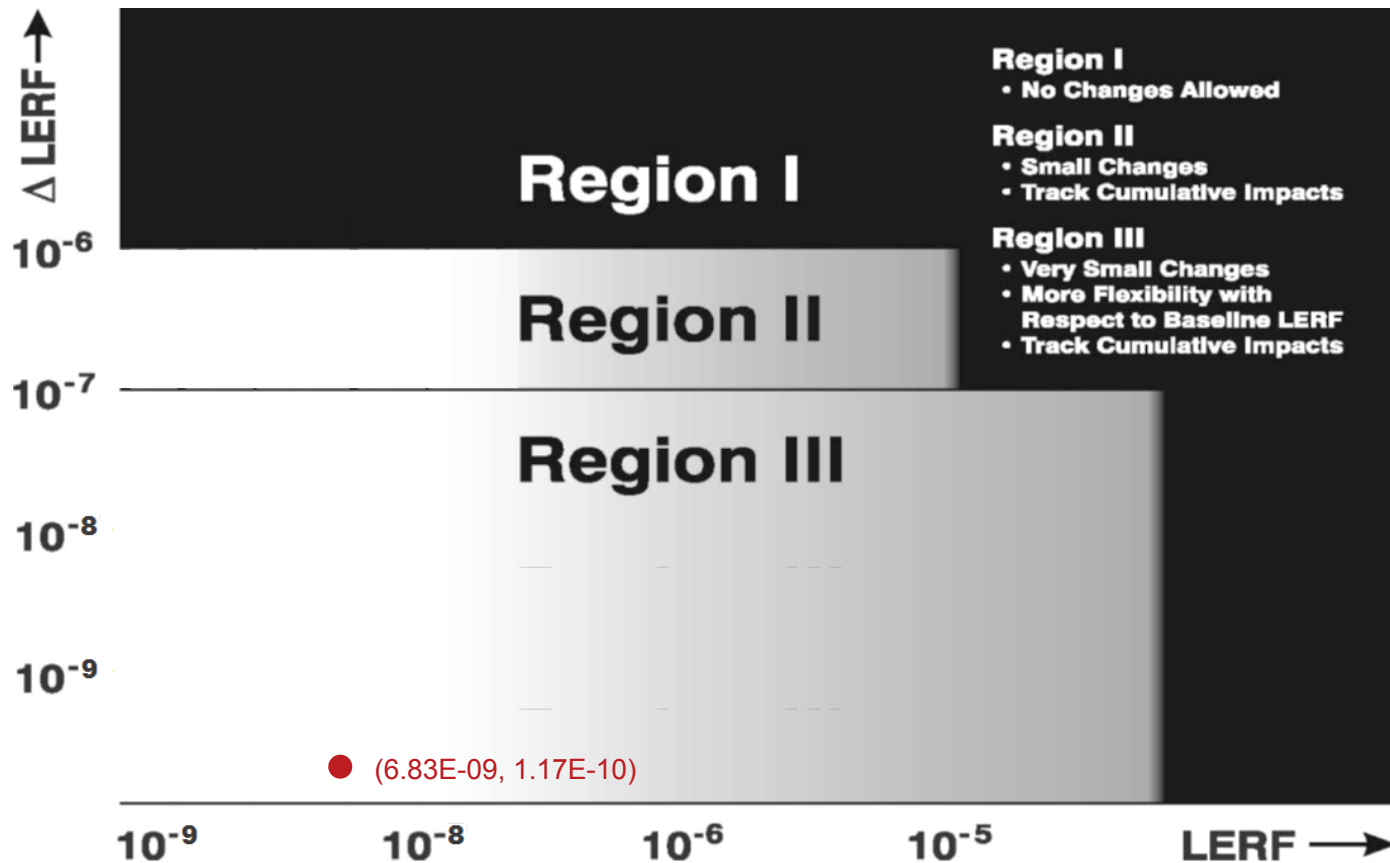 Δ LERF→
Region I
• No Changes Allowed
Region II
• Small Changes
• Track Cumulative Impacts
Region III
• Very Small Changes
• More Flexibility with
Respect to Baseline LERF
• Track Cumulative Impacts
Region I
10⁻⁶
Region II
10⁻⁷
Region III
10⁻⁸
10⁻⁹
(6.83E-09, 1.17E-10)
10⁻⁹ 10⁻⁸ 10⁻⁶ 10⁻⁵ LERF →